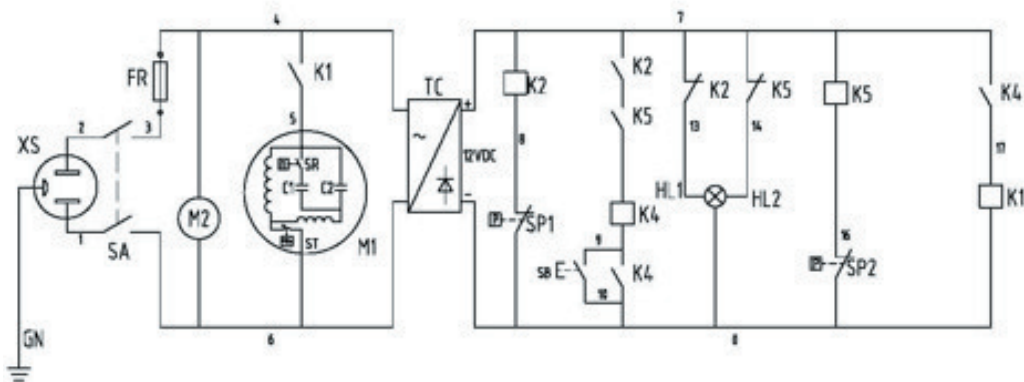 4
7
FR
K1
K2
K2
K5
K2
K5
K5
K4
TC
+
~
12VDC
-
2
3
5
XS
SR
C1
C2
8
13
14
17
M2
HL1
HL2
K4
K1
SP1
P
1
SA
ST
M1
9
16
SB
K4
10
P
SP2
GN
6
8